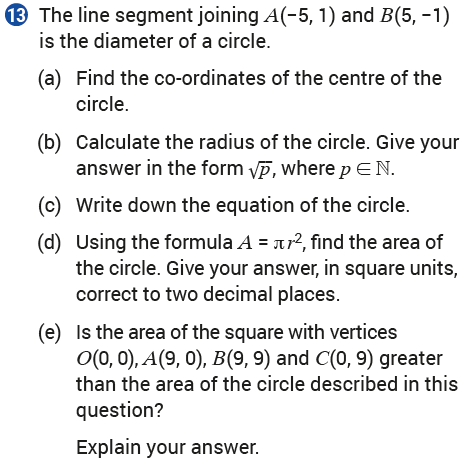 13 The line segment joining A(−5, 1) and B(5, −1)
is the diameter of a circle.
(a) Find the co-ordinates of the centre of the
circle.
(b) Calculate the radius of the circle. Give your
answer in the form √p, where p ∈ ℕ.
(c) Write down the equation of the circle.
(d) Using the formula A = πr², find the area of
the circle. Give your answer, in square units,
correct to two decimal places.
(e) Is the area of the square with vertices
O(0, 0), A(9, 0), B(9, 9) and C(0, 9) greater
than the area of the circle described in this
question?
Explain your answer.